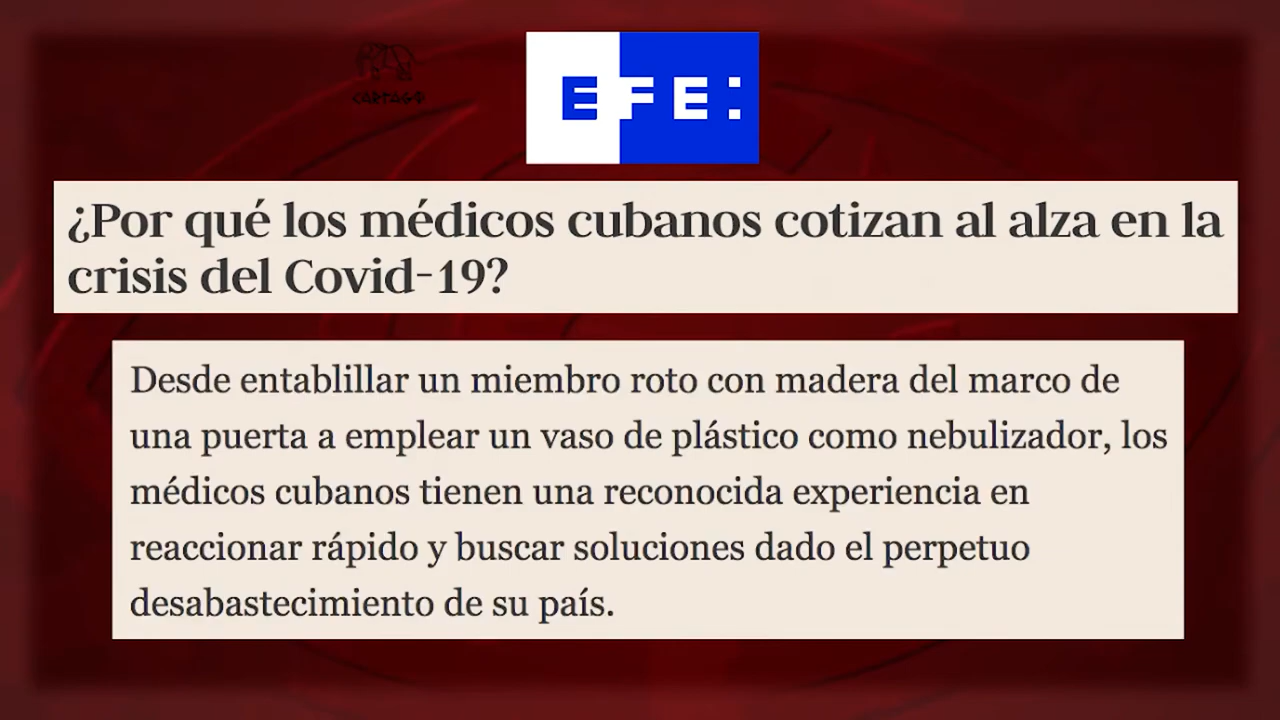 CARTAGO
EFE:
¿Por qué los médicos cubanos cotizan al alza en la
crisis del Covid-19?
Desde entablillar un miembro roto con madera del marco de
una puerta a emplear un vaso de plástico como nebulizador, los
médicos cubanos tienen una reconocida experiencia en
reaccionar rápido y buscar soluciones dado el perpetuo
desabastecimiento de su país.